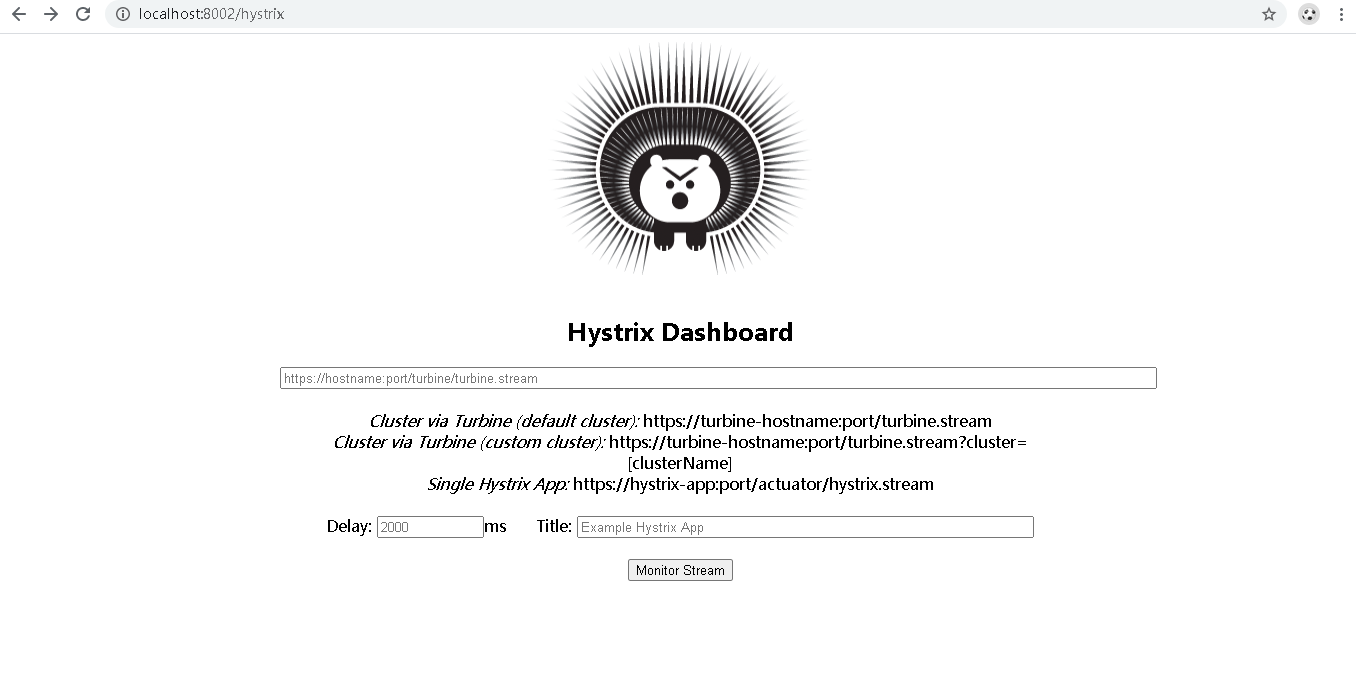 localhost:8002/hystrix
Hystrix Dashboard
https://hostname:port/turbine/turbine.stream
Cluster via Turbine (default cluster): https://turbine-hostname:port/turbine.stream
Cluster via Turbine (custom cluster): https://turbine-hostname:port/turbine.stream?cluster=
[clusterName]
Single Hystrix App: https://hystrix-app:port/actuator/hystrix.stream
Delay: 2000 ms Title: Example Hystrix App
Monitor Stream